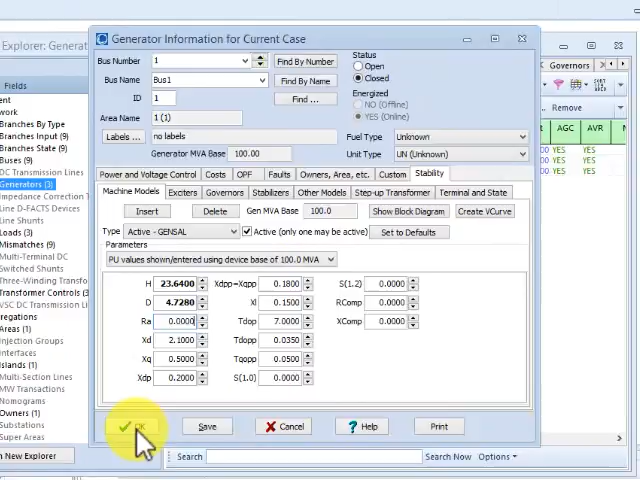 Explorer: Generat
Generator Information for Current Case
Governors
Fields
ent
work
Branches By Type
Branches Input (9)
Branches State (9)
Buses (9)
DC Transmission Lines
Generators (3)
Impedance Correction T
Line D-FACTS Devices
Line Shunts
Loads (3)
Mismatches (9)
Multi-Terminal DC
Switched Shunts
Three-Winding Transfo
Transformer Controls (3
VSC DC Transmission Li
regations
Areas (1)
Injection Groups
Interfaces
Islands (1)
Multi-Section Lines
MW Transactions
Nomograms
Owners (1)
Substations
Super Areas
n New Explorer
Bus Number 1 Find By Number
Bus Name Bus1 Find By Name
ID 1 Find ...
Area Name 1 (1)
Labels ... no labels
Generator MVA Base 100.00
Status
Open
Closed
Energized
NO (Offline)
YES (Online)
Fuel Type Unknown
Unit Type UN (Unknown)
Power and Voltage Control Costs OPF Faults Owners, Area, etc. Custom Stability
Machine Models Exciters Governors Stabilizers Other Models Step-up Transformer Terminal and State
Insert Delete Gen MVA Base 100.0 Show Block Diagram Create VCurve
Type Active - GENSAL Active (only one may be active) Set to Defaults
Parameters
PU values shown/entered using device base of 100.0 MVA
H 23.6400 Xdpp=Xqpp 0.1800 S(1.2) 0.0000
D 4.7280 Xl 0.1500 RComp 0.0000
Ra 0.0000 Tdop 7.0000 XComp 0.0000
Xd 2.1000 Tdopp 0.0350
Xq 0.5000 Tqopp 0.0500
Xdp 0.2000 S(1.0) 0.0000
OK Save Cancel ? Help Print
Remove
AGC AVR
YES YES
YES YES
YES YES
Search Search Now Options